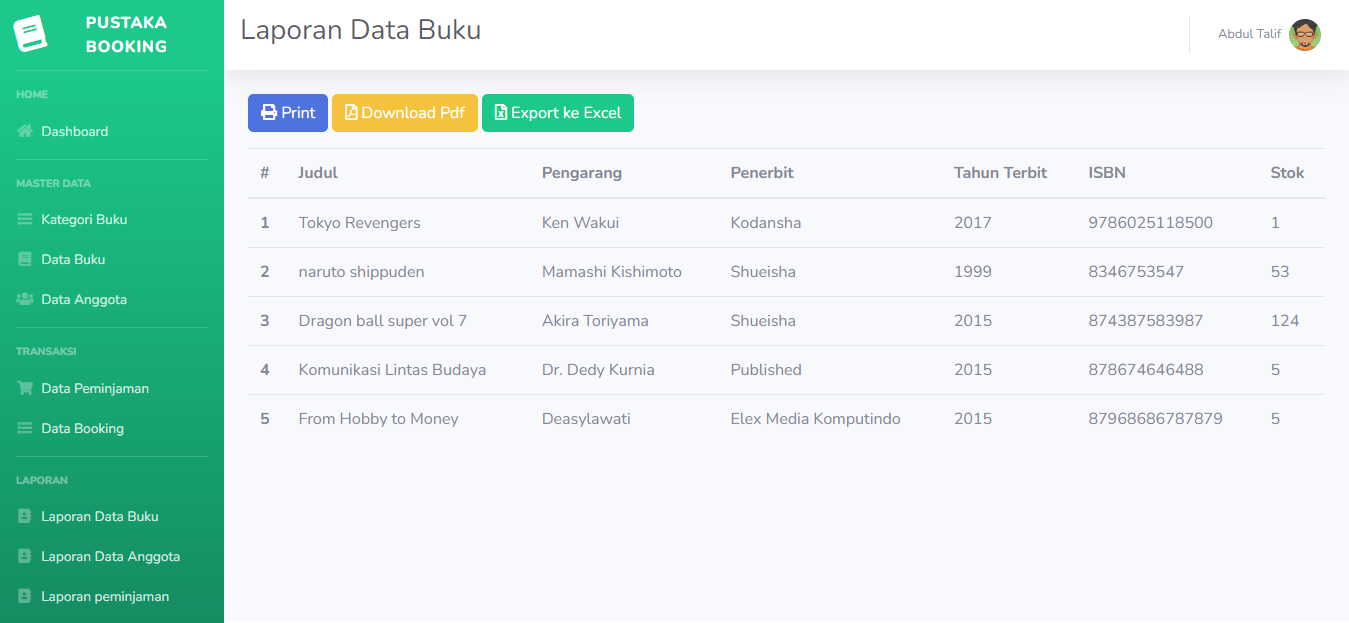 PUSTAKA
BOOKING
HOME
Dashboard
MASTER DATA
Kategori Buku
Data Buku
Data Anggota
TRANSAKSI
Data Peminjaman
Data Booking
LAPORAN
Laporan Data Buku
Laporan Data Anggota
Laporan peminjaman
Laporan Data Buku
Abdul Talif
Print Download Pdf Export ke Excel
# Judul Pengarang Penerbit Tahun Terbit ISBN Stok
1 Tokyo Revengers Ken Wakui Kodansha 2017 9786025118500 1
2 naruto shippuden Mamashi Kishimoto Shueisha 1999 8346753547 53
3 Dragon ball super vol 7 Akira Toriyama Shueisha 2015 874387583987 124
4 Komunikasi Lintas Budaya Dr. Dedy Kurnia Published 2015 878674646488 5
5 From Hobby to Money Deasylawati Elex Media Komputindo 2015 87968686787879 5